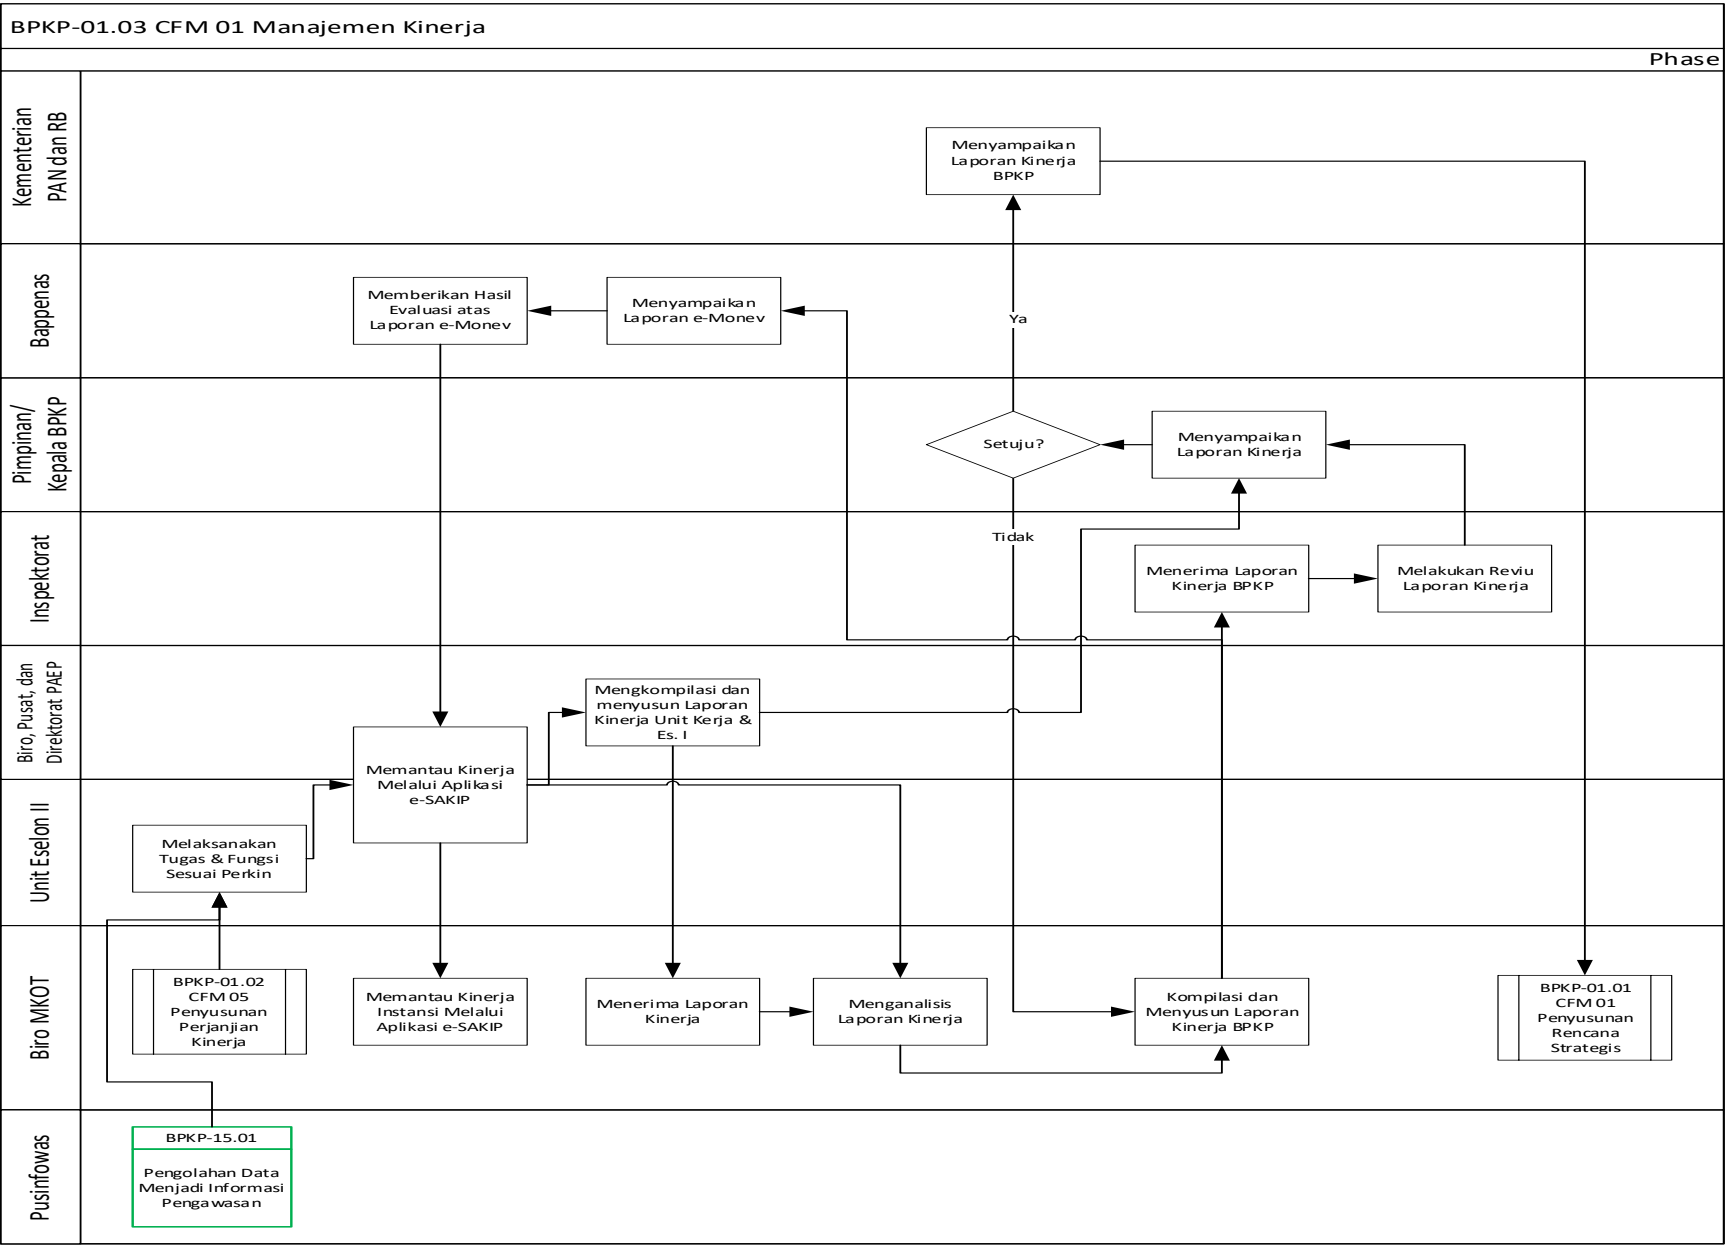 BPKP-01.03 CFM 01 Manajemen Kinerja
Phase
Kementerian
PAN dan RB
Menyampaikan
Laporan Kinerja
BPKP
Bappenas
Memberikan Hasil
Evaluasi atas
Laporan e-Monev
Menyampaikan
Laporan e-Monev
Ya
Pimpinan/
Kepala BPKP
Setuju?
Menyampaikan
Laporan Kinerja
Inspektorat
Tidak
Menerima Laporan
Kinerja BPKP
Melakukan Reviu
Laporan Kinerja
Biro, Pusat, dan
Direktorat PAEP
Mengkompilasi dan
menyusun Laporan
Kinerja Unit Kerja &
Es. I
Memantau Kinerja
Melalui Aplikasi
e-SAKIP
Unit Eselon II
Melaksanakan
Tugas & Fungsi
Sesuai Perkin
Biro MKOT
BPKP-01.02
CFM 05
Penyusunan
Perjanjian
Kinerja
Memantau Kinerja
Instansi Melalui
Aplikasi e-SAKIP
Menerima Laporan
Kinerja
Menganalisis
Laporan Kinerja
Kompilasi dan
Menyusun Laporan
Kinerja BPKP
BPKP-01.01
CFM 01
Penyusunan
Rencana
Strategis
Pusinfowas
BPKP-15.01
Pengolahan Data
Menjadi Informasi
Pengawasan